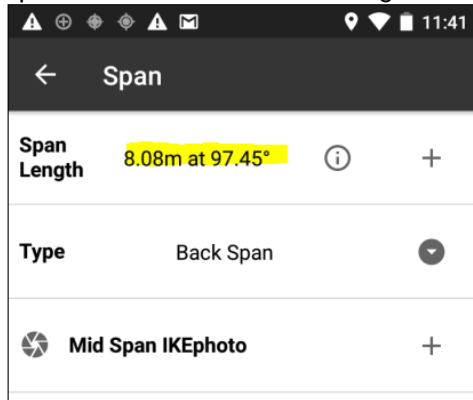 11:41
Span
Span
Length
8.08m at 97.45°
Type
Back Span
Mid Span IKEphoto